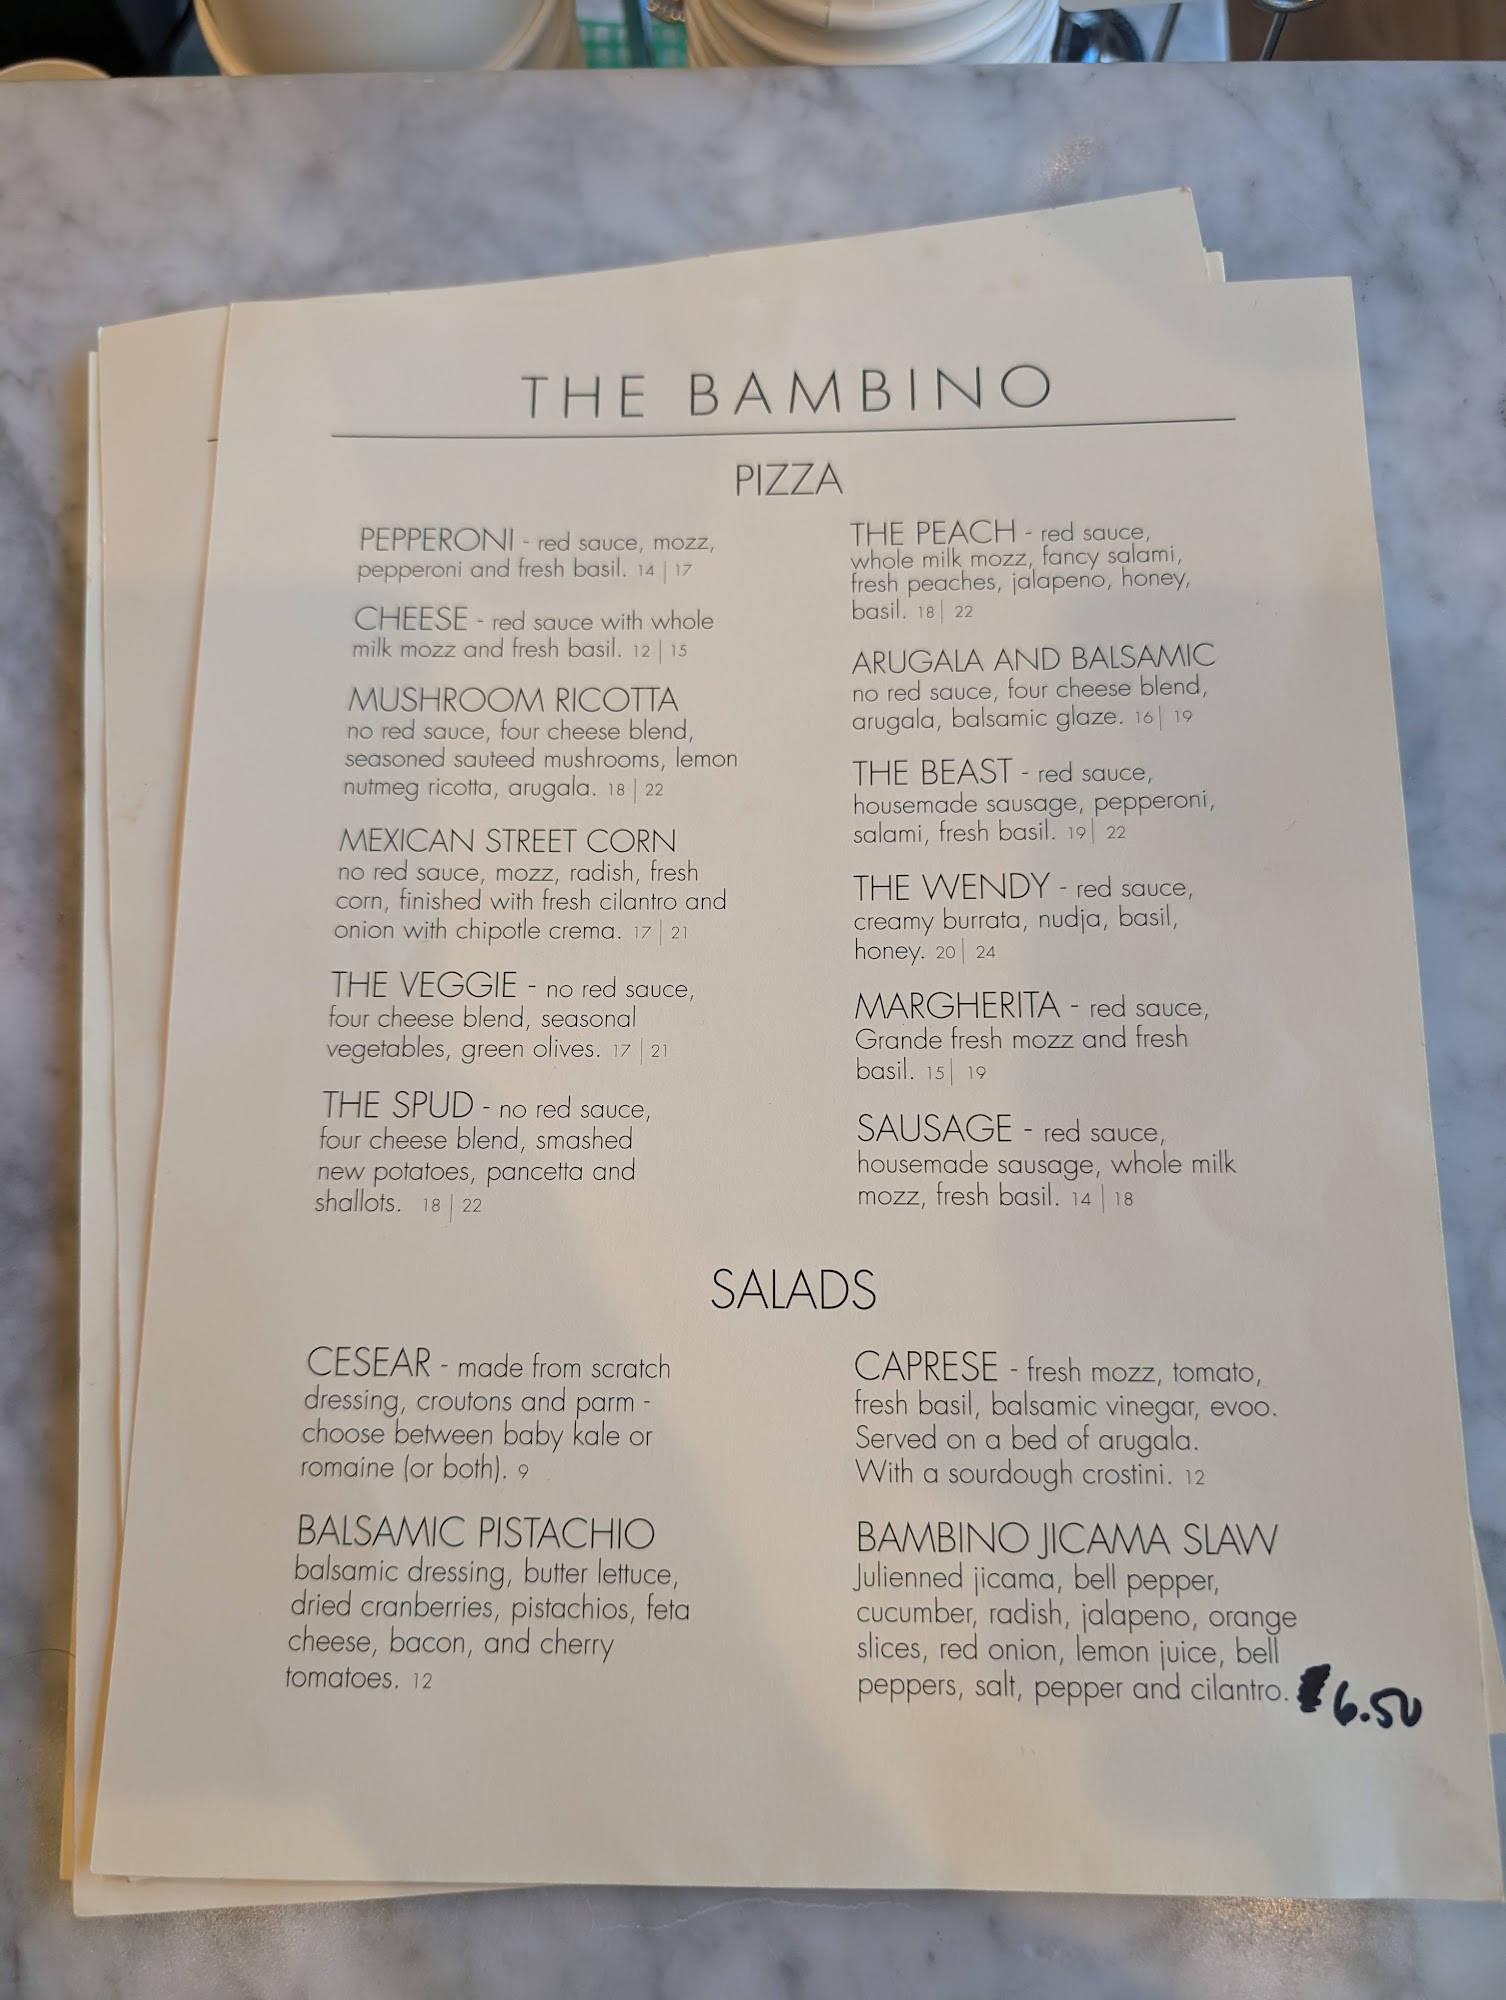 THE BAMBINO
PIZZA
PEPPERONI - red sauce, mozz,
pepperoni and fresh basil. 14 | 17
CHEESE - red sauce with whole
milk mozz and fresh basil. 12 | 15
MUSHROOM RICOTTA
no red sauce, four cheese blend,
seasoned sauteed mushrooms, lemon
nutmeg ricotta, arugala. 18 | 22
MEXICAN STREET CORN
no red sauce, mozz, radish, fresh
corn, finished with fresh cilantro and
onion with chipotle crema. 17 | 21
THE VEGGIE - no red sauce,
four cheese blend, seasonal
vegetables, green olives. 17 | 21
THE SPUD - no red sauce,
four cheese blend, smashed
new potatoes, pancetta and
shallots. 18 | 22
THE PEACH - red sauce,
whole milk mozz, fancy salami,
fresh peaches, jalapeno, honey,
basil. 18| 22
ARUGALA AND BALSAMIC
no red sauce, four cheese blend,
arugala, balsamic glaze. 16| 19
THE BEAST - red sauce,
housemade sausage, pepperoni,
salami, fresh basil. 19| 22
THE WENDY - red sauce,
creamy burrata, nudja, basil,
honey. 20| 24
MARGHERITA - red sauce,
Grande fresh mozz and fresh
basil. 15| 19
SAUSAGE - red sauce,
housemade sausage, whole milk
mozz, fresh basil. 14 | 18
SALADS
CESEAR - made from scratch
dressing, croutons and parm -
choose between baby kale or
romaine (or both). 9
BALSAMIC PISTACHIO
balsamic dressing, butter lettuce,
dried cranberries, pistachios, feta
cheese, bacon, and cherry
tomatoes. 12
CAPRESE - fresh mozz, tomato,
fresh basil, balsamic vinegar, evoo.
Served on a bed of arugala.
With a sourdough crostini. 12
BAMBINO JICAMA SLAW
Julienned jicama, bell pepper,
cucumber, radish, jalapeno, orange
slices, red onion, lemon juice, bell
peppers, salt, pepper and cilantro. 6.50